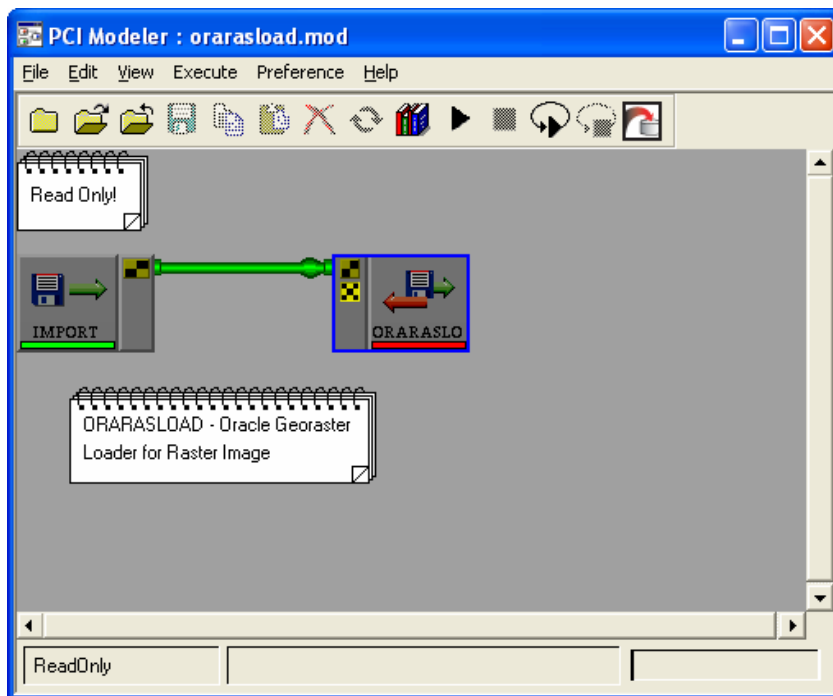 PCI Modeler : orarasload.mod
File Edit View Execute Preference Help
Read Only!
IMPORT
ORARASLO
ORARASLOAD - Oracle Georaster
Loader for Raster Image
ReadOnly